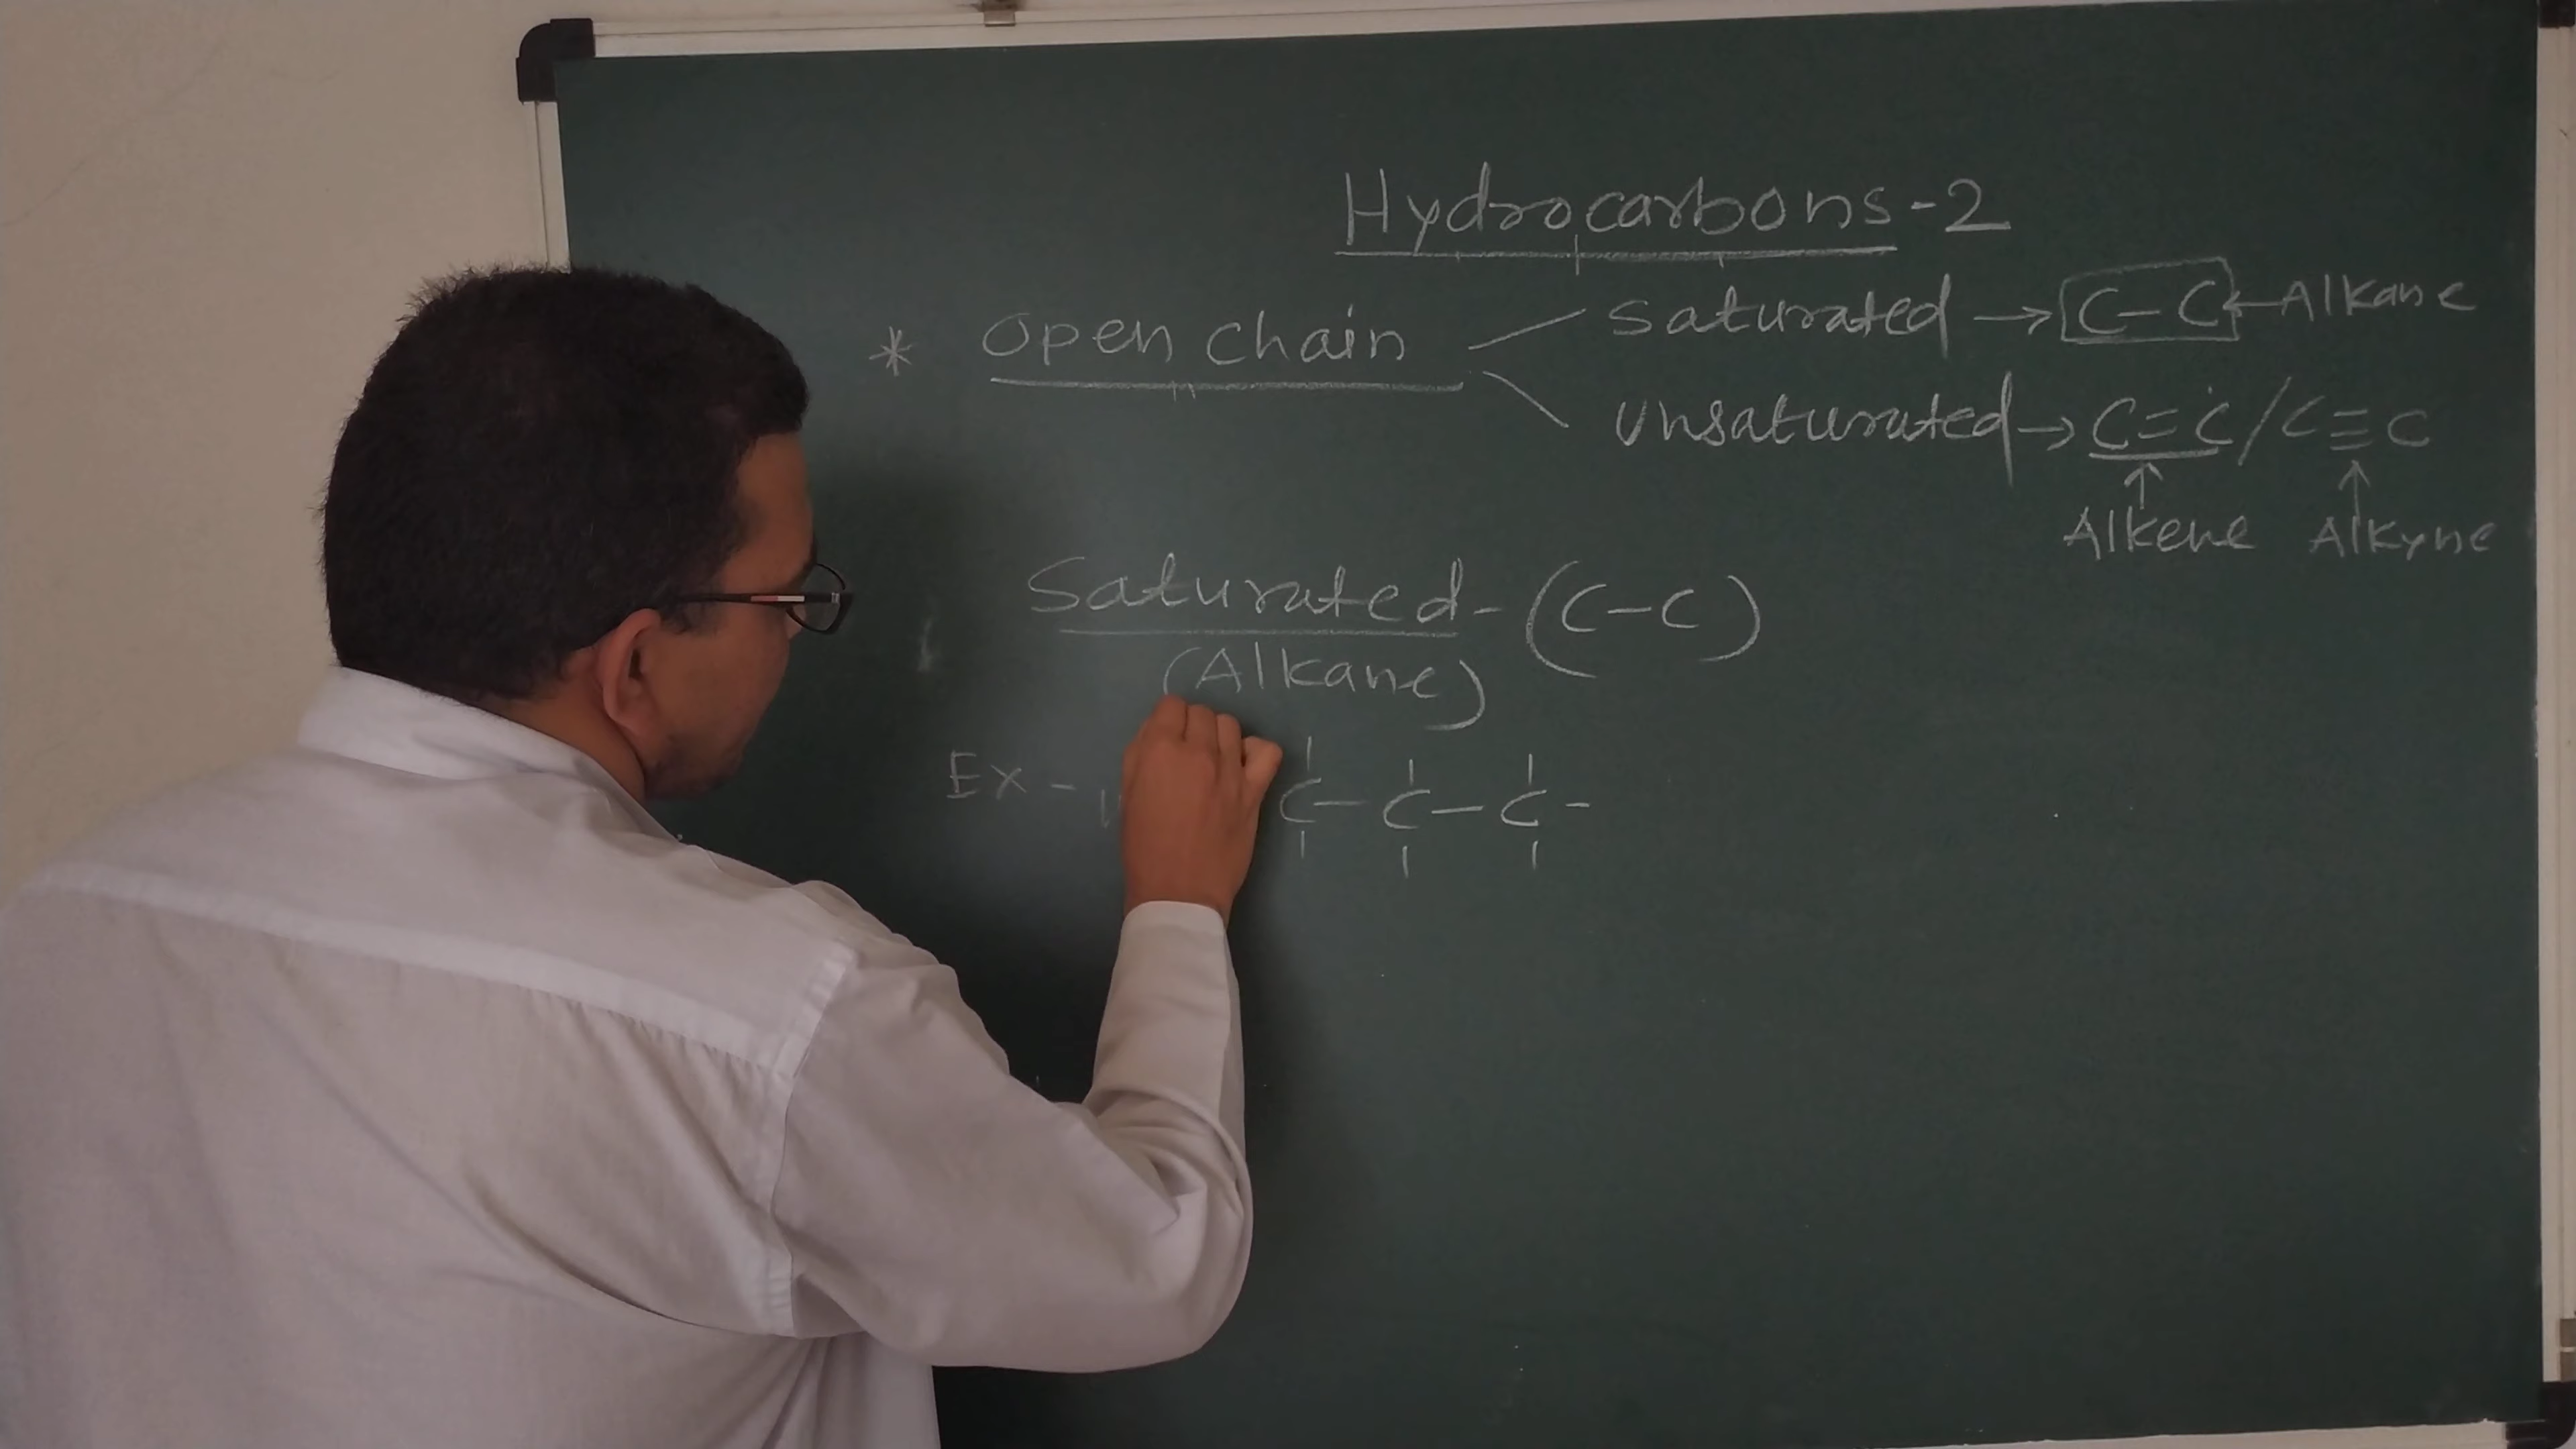 Hydrocarbons-2
* Open chain
Saturated → C-C ← Alkane
Unsaturated → C=C / C≡C
↑ ↑
Alkene Alkyne
Saturated - (C-C)
(Alkane)
Ex - C-C-C-